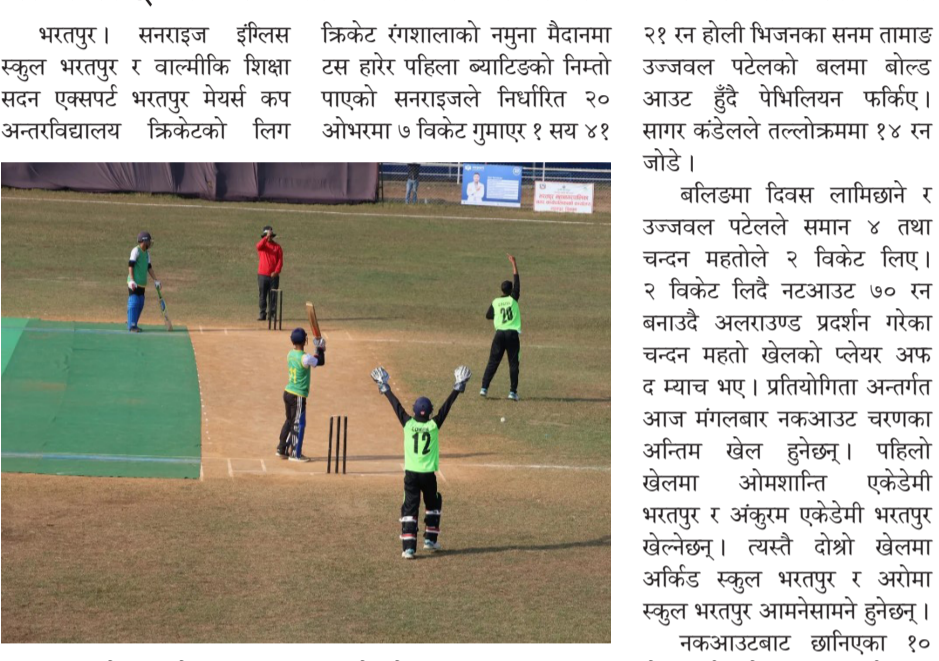 भरतपुर। सनराइज इंग्लिस
स्कुल भरतपुर र वाल्मीकि शिक्षा
सदन एक्सपर्ट भरतपुर मेयर्स कप
अन्तरविद्यालय क्रिकेटको लिग
क्रिकेट रंगशालाको नमुना मैदानमा
टस हारेर पहिला ब्याटिङको निम्तो
पाएको सनराइजले निर्धारित २०
ओभरमा ७ विकेट गुमाएर १ सय ४१
20
12
२१ रन होली भिजनका सनम तामाङ
उज्जवल पटेलको बलमा बोल्ड
आउट हुँदै पेभिलियन फर्किए।
सागर कंडेलले तल्लोक्रममा १४ रन
जोडे।
बलिङमा दिवस लामिछाने र
उज्जवल पटेलले समान ४ तथा
चन्दन महतोले २ विकेट लिए।
२ विकेट लिदै नटआउट ७० रन
बनाउदै अलराउण्ड प्रदर्शन गरेका
चन्दन महतो खेलको प्लेयर अफ
द म्याच भए। प्रतियोगिता अन्तर्गत
आज मंगलबार नकआउट चरणका
अन्तिम खेल हुनेछन्। पहिलो
खेलमा ओमशान्ति एकेडेमी
भरतपुर र अंकुरम एकेडेमी भरतपुर
खेल्नेछन्। त्यस्तै दोश्रो खेलमा
अर्किड स्कुल भरतपुर र अरोमा
स्कुल भरतपुर आमनेसामने हुनेछन्।
नकआउटबाट छानिएका १०